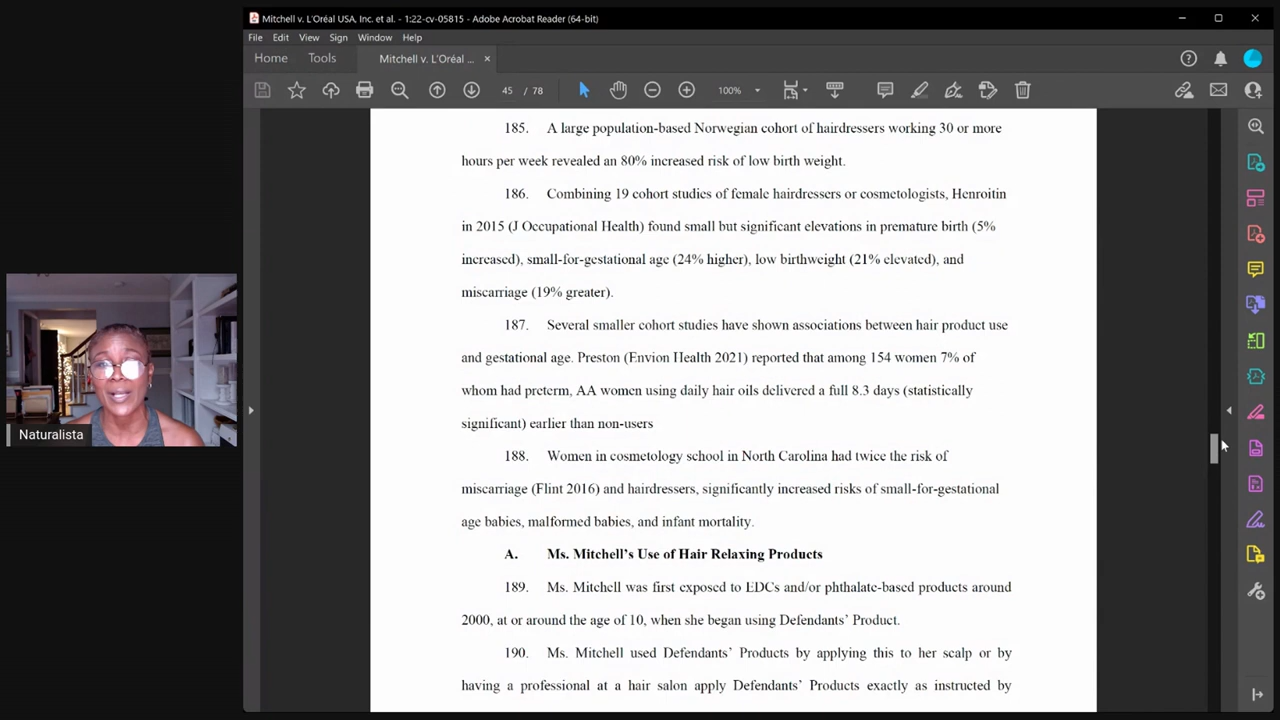 Mitchell v. L'Oréal USA, Inc. et al. - 1:22-cv-05815 - Adobe Acrobat Reader (64-bit)
File Edit View Sign Window Help
Home Tools Mitchell v. L'Oréal ... ×
45 / 78 100%
185. A large population-based Norwegian cohort of hairdressers working 30 or more
hours per week revealed an 80% increased risk of low birth weight.
186. Combining 19 cohort studies of female hairdressers or cosmetologists, Henroitin
in 2015 (J Occupational Health) found small but significant elevations in premature birth (5%
increased), small-for-gestational age (24% higher), low birthweight (21% elevated), and
miscarriage (19% greater).
187. Several smaller cohort studies have shown associations between hair product use
and gestational age. Preston (Envion Health 2021) reported that among 154 women 7% of
whom had preterm, AA women using daily hair oils delivered a full 8.3 days (statistically
significant) earlier than non-users
188. Women in cosmetology school in North Carolina had twice the risk of
miscarriage (Flint 2016) and hairdressers, significantly increased risks of small-for-gestational
age babies, malformed babies, and infant mortality.
A. Ms. Mitchell's Use of Hair Relaxing Products
189. Ms. Mitchell was first exposed to EDCs and/or phthalate-based products around
2000, at or around the age of 10, when she began using Defendants' Product.
190. Ms. Mitchell used Defendants' Products by applying this to her scalp or by
having a professional at a hair salon apply Defendants' Products exactly as instructed by
Naturalista